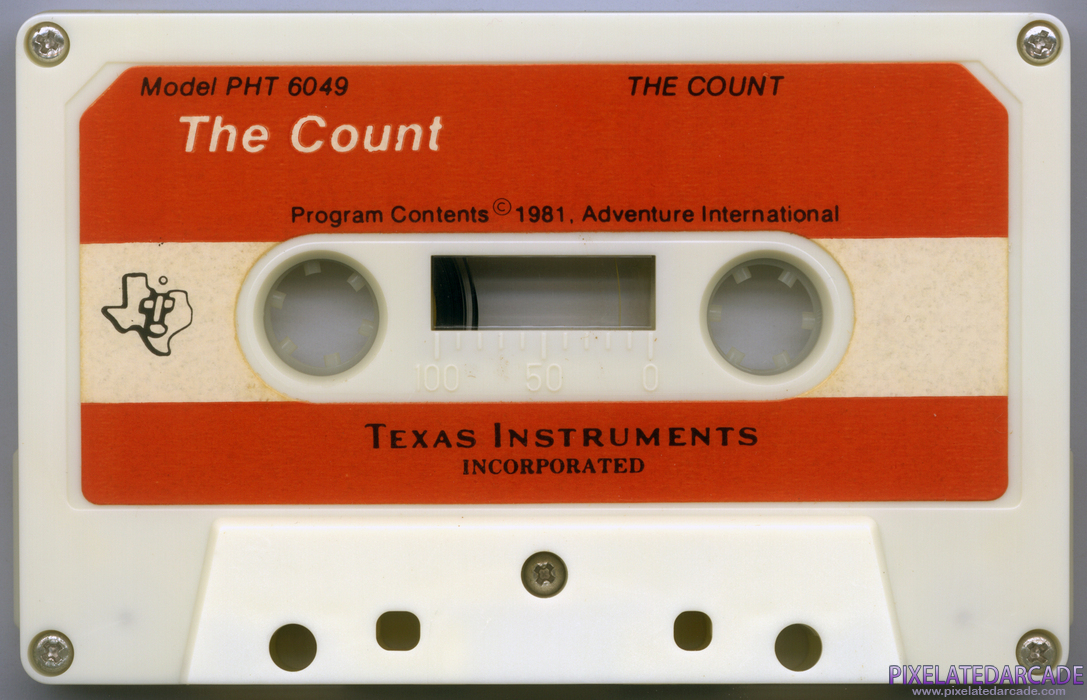 Model PHT 6049 THE COUNT
The Count
Program Contents © 1981, Adventure International
100 50 0
TEXAS INSTRUMENTS
INCORPORATED
PIXELATEDARCADE
www.pixelatedarcade.com